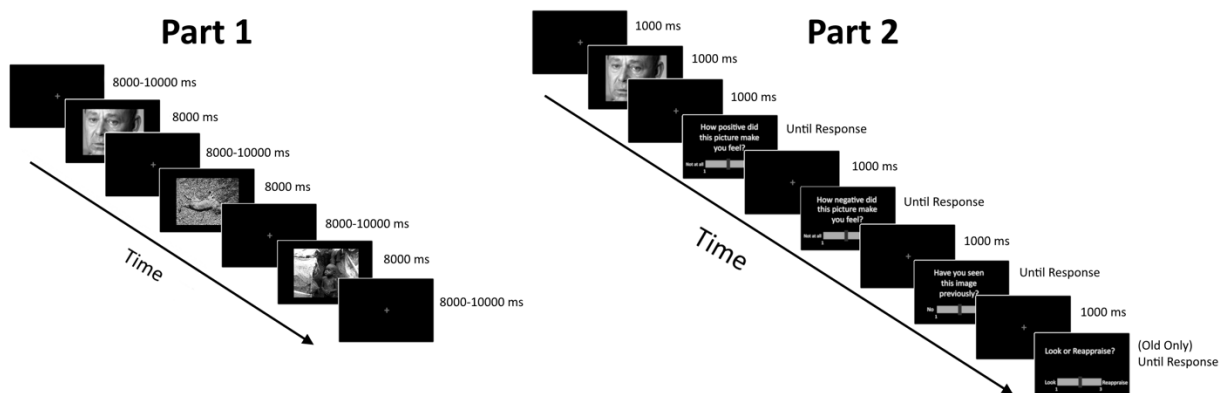 Part 1
8000-10000 ms
8000 ms
8000-10000 ms
8000 ms
8000-10000 ms
8000 ms
8000-10000 ms
Time
Part 2
1000 ms
1000 ms
1000 ms
How positive did
this picture make
you feel?
Not at all
1
Until Response
1000 ms
How negative did
this picture make
you feel?
Not at all
1
Until Response
1000 ms
Have you seen
this image
previously?
No
1
Until Response
1000 ms
Look or Reappraise?
Look
Reappraise
(Old Only)
Until Response
Time